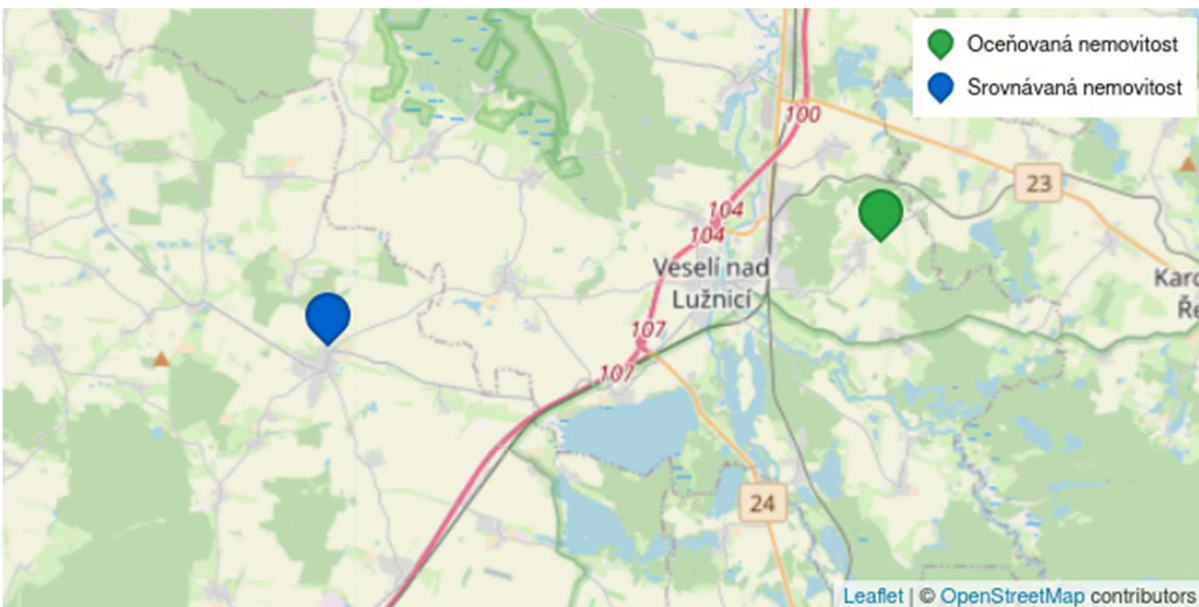 Oceňovaná nemovitost
Srovnávaná nemovitost
100
23
104
104
Veselí nad
Lužnicí
107
107
24
Leaflet | © OpenStreetMap contributors